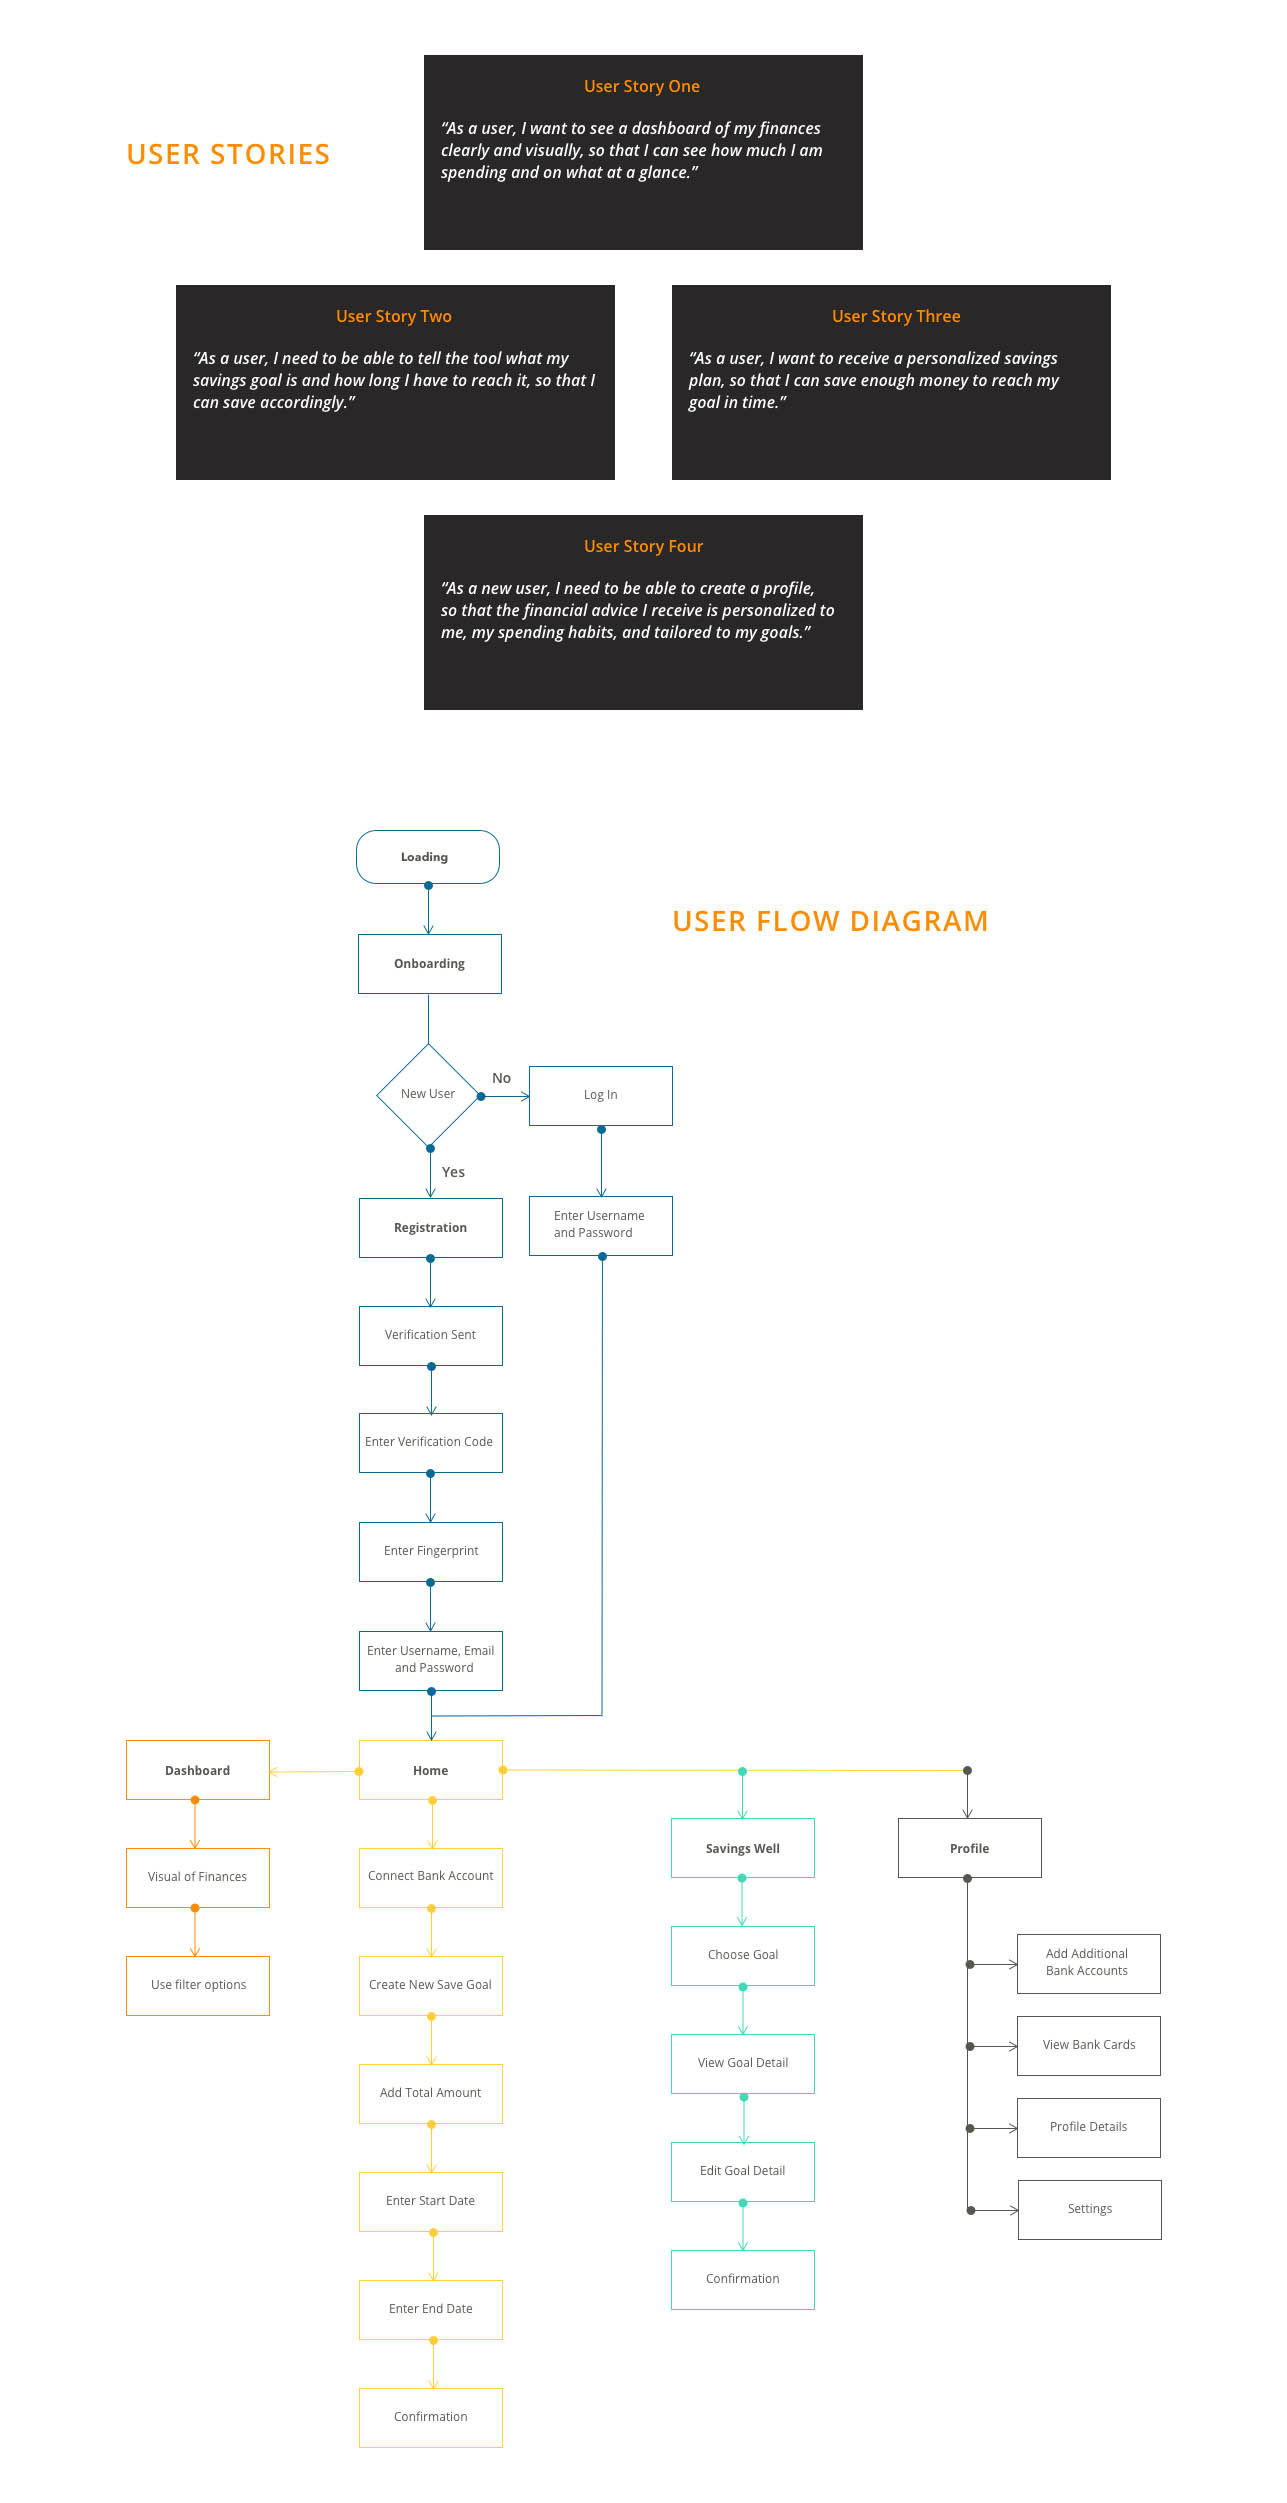 User Story One
“As a user, I want to see a dashboard of my finances
clearly and visually, so that I can see how much I am
spending and on what at a glance.”
USER STORIES
User Story Two
“As a user, I need to be able to tell the tool what my
savings goal is and how long I have to reach it, so that I
can save accordingly.”
User Story Three
“As a user, I want to receive a personalized savings
plan, so that I can save enough money to reach my
goal in time.”
User Story Four
“As a new user, I need to be able to create a profile,
so that the financial advice I receive is personalized to
me, my spending habits, and tailored to my goals.”
USER FLOW DIAGRAM
Loading
Onboarding
New User
No
Log In
Yes
Registration
Enter Username
and Password
Verification Sent
Enter Verification Code
Enter Fingerprint
Enter Username, Email
and Password
Dashboard
Visual of Finances
Use filter options
Home
Connect Bank Account
Create New Save Goal
Add Total Amount
Enter Start Date
Enter End Date
Confirmation
Savings Well
Choose Goal
View Goal Detail
Edit Goal Detail
Confirmation
Profile
Add Additional
Bank Accounts
View Bank Cards
Profile Details
Settings